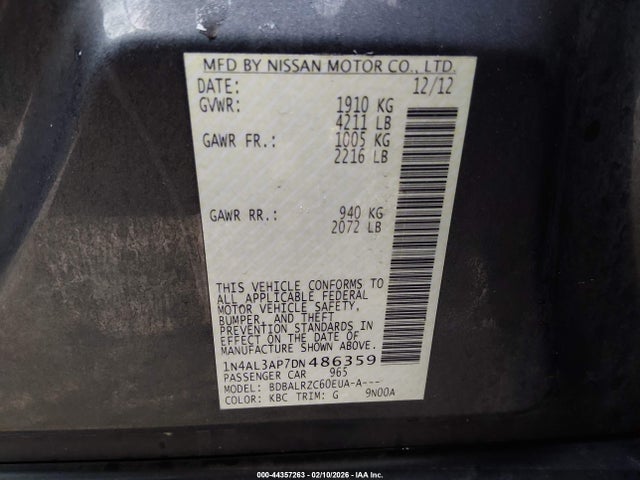 MFD BY NISSAN MOTOR CO., LTD.
DATE: 12/12
GVWR: 1910 KG
4211 LB
GAWR FR.: 1005 KG
2216 LB
GAWR RR.: 940 KG
2072 LB
THIS VEHICLE CONFORMS TO
ALL APPLICABLE FEDERAL
MOTOR VEHICLE SAFETY,
BUMPER, AND THEFT
PREVENTION STANDARDS IN
EFFECT ON THE DATE OF
MANUFACTURE SHOWN ABOVE.
1N4AL3AP7DN486359
PASSENGER CAR 965
MODEL: BDBALRZC60EUA-A---
COLOR: KBC TRIM: G 9N00A
000-44357263 - 02/10/2026 - IAA Inc.